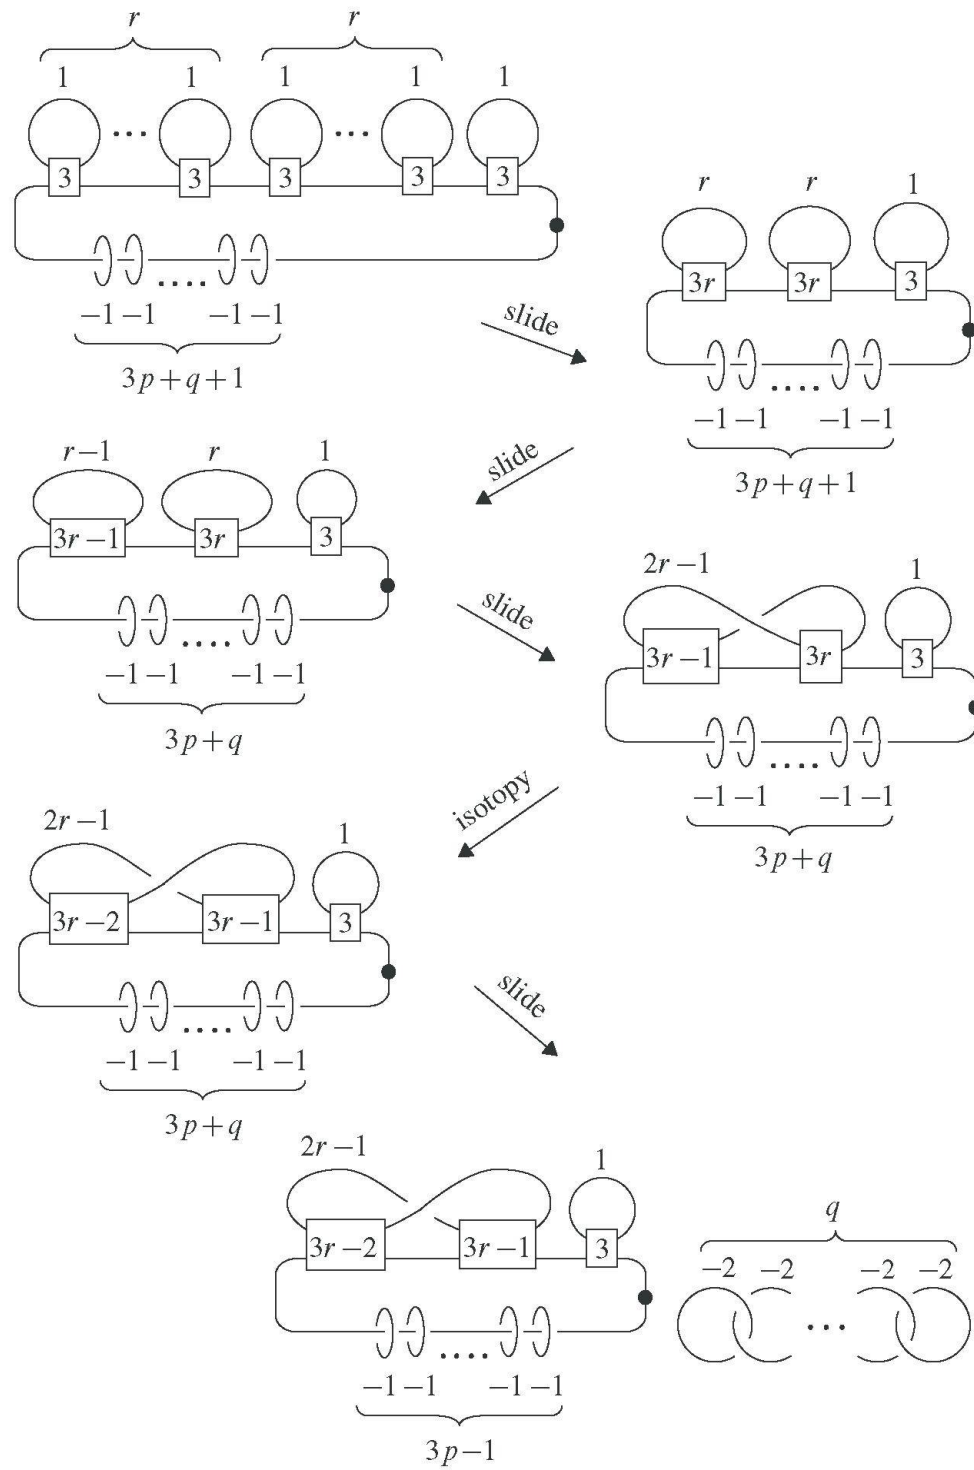 r r
1 1 1 1 1
3 3 3 3 3
−1 −1 −1 −1
3p+q+1
slide
r r 1
3r 3r 3
−1 −1 −1 −1
3p+q+1
slide
r−1 r 1
3r−1 3r 3
−1 −1 −1 −1
3p+q
slide
2r−1 1
3r−1 3r 3
−1 −1 −1 −1
3p+q
isotopy
2r−1 1
3r−2 3r−1 3
−1 −1 −1 −1
3p+q
slide
2r−1 1
3r−2 3r−1 3
−1 −1 −1 −1
3p−1
q
−2 −2 −2 −2